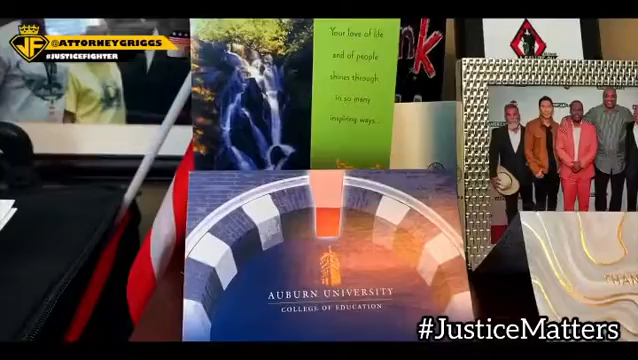 JF
@ATTORNEYGRIGGS
#JUSTICEFIGHTER
Your love of life
and of people
shines through
in so many
inspiring ways...
AUBURN UNIVERSITY
COLLEGE OF EDUCATION
#JusticeMatters